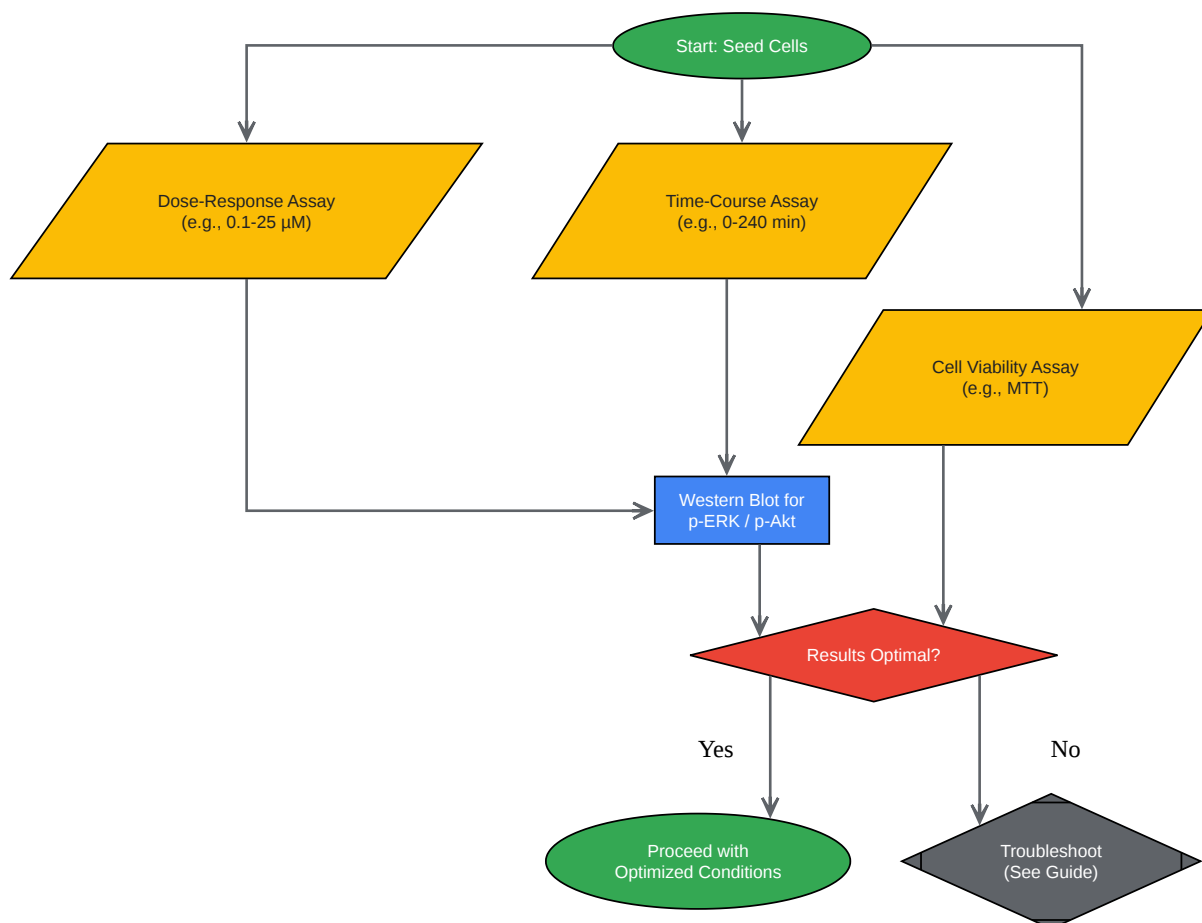 Start: Seed Cells
Dose-Response Assay
(e.g., 0.1-25 µM)
Time-Course Assay
(e.g., 0-240 min)
Cell Viability Assay
(e.g., MTT)
Western Blot for
p-ERK / p-Akt
Results Optimal?
Yes
No
Proceed with
Optimized Conditions
Troubleshoot
(See Guide)